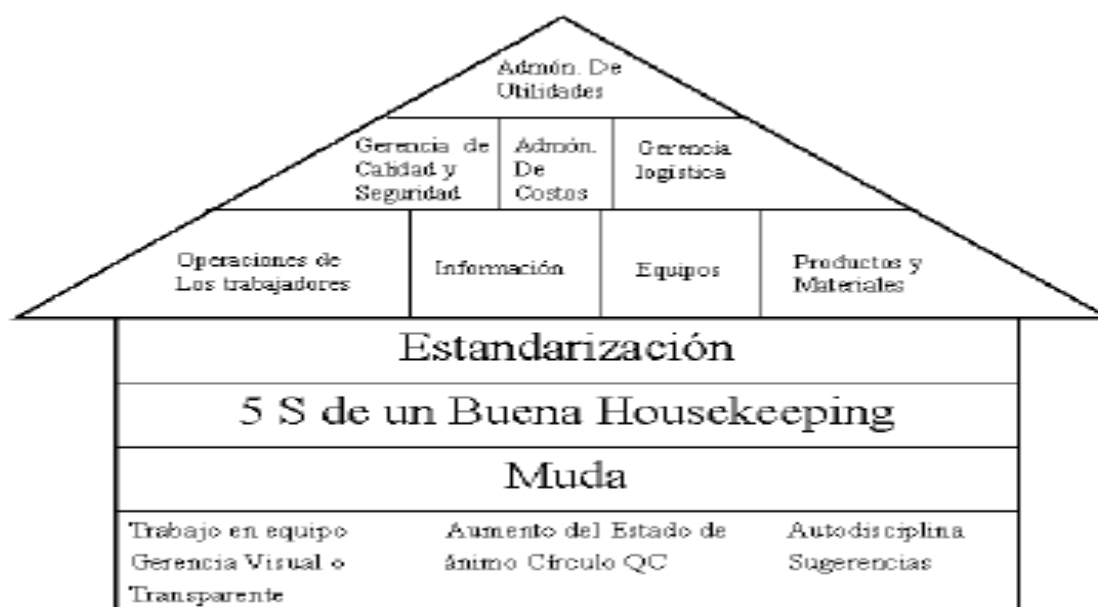 Admón. De
Utilidades
Gerencia de
Calidad y
Seguridad
Admón.
De
Costos
Gerencia
logística
Operaciones de
Los trabajadores
Información
Equipos
Productos y
Materiales
Estandarización
5 S de un Buena Housekeeping
Muda
Trabajo en equipo
Gerencia Visual o
Transparente
Aumento del Estado de
ánimo Círculo QC
Autodisciplina
Sugerencias